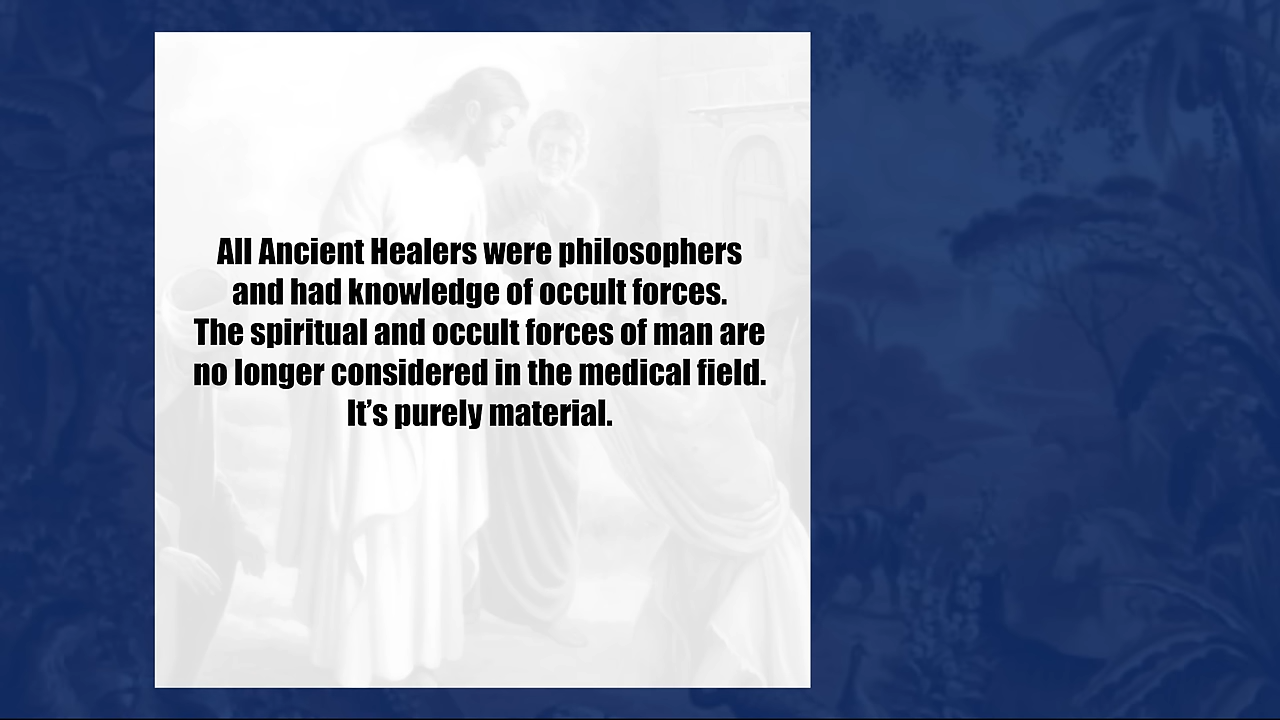 All Ancient Healers were philosophers
and had knowledge of occult forces.
The spiritual and occult forces of man are
no longer considered in the medical field.
It’s purely material.